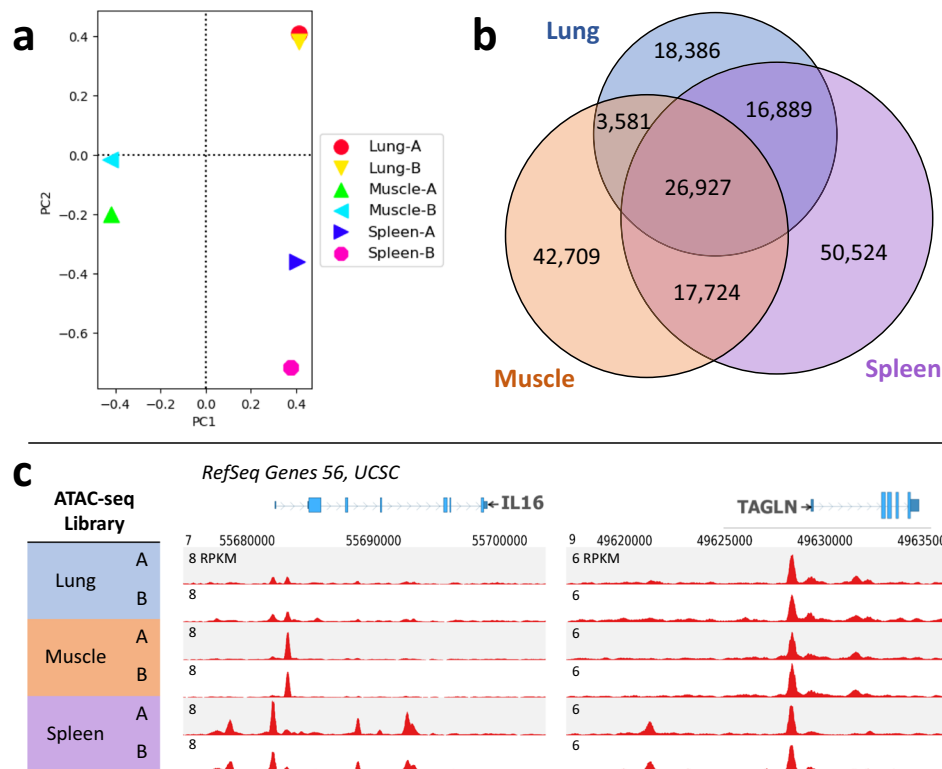 a
0.4
0.2
0.0
−0.2
−0.4
−0.6
PC2
−0.4 −0.2 0.0 0.2 0.4
PC1
Lung-A
Lung-B
Muscle-A
Muscle-B
Spleen-A
Spleen-B
b
Lung
18,386
3,581
16,889
26,927
42,709
50,524
17,724
Muscle
Spleen
c
RefSeq Genes 56, UCSC
ATAC-seq
Library
IL16
TAGLN
7 55680000 55690000 55700000
9 49620000 49625000 49630000 4963500
Lung
A
B
Muscle
A
B
Spleen
A
B
8 RPKM
8
8
8
8
8
6 RPKM
6
6
6
6
6